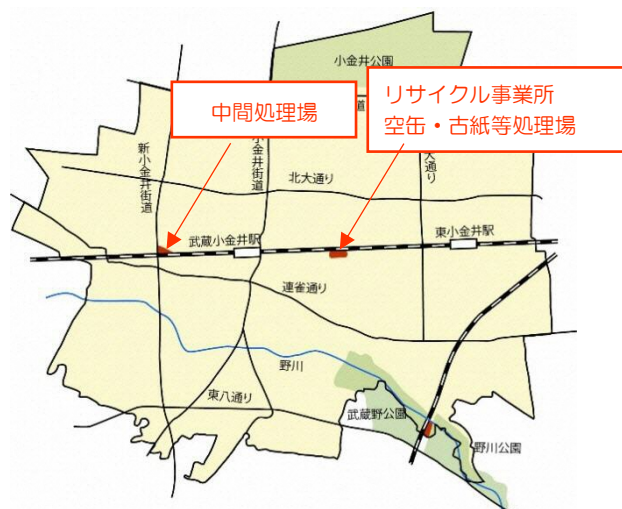 小金井公園
中間処理場
リサイクル事業所
空缶・古紙等処理場
新小金井街道
小金井街道
北大通り
武蔵小金井駅
東小金井駅
連雀通り
野川
東八通り
武蔵野公園
野川公園